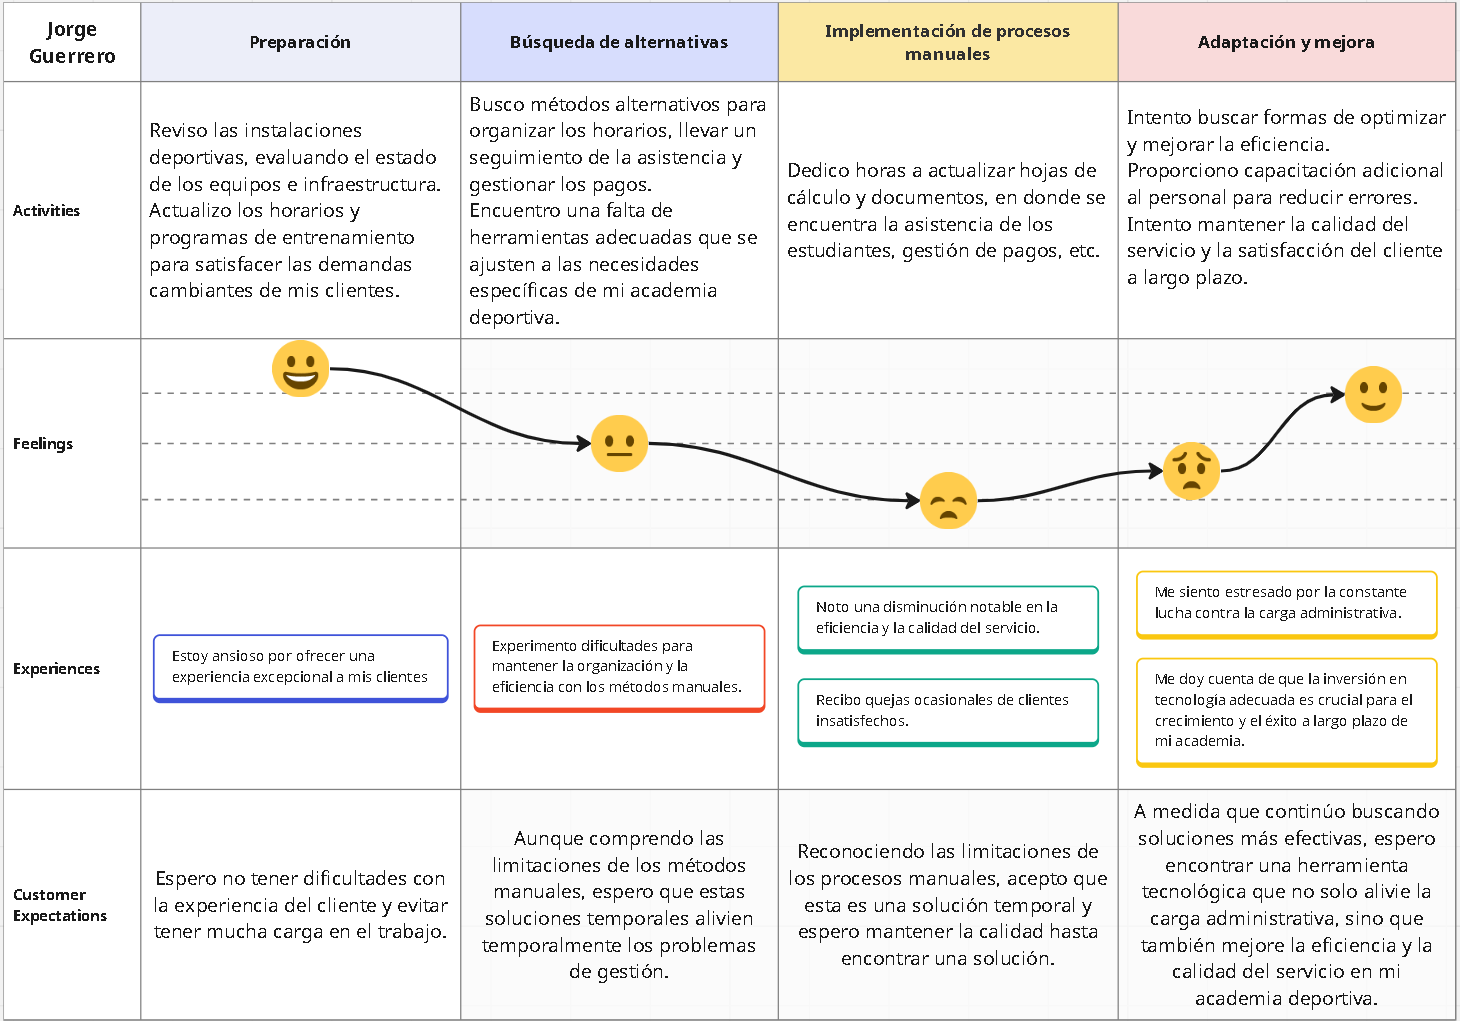 Jorge
Guerrero
Preparación
Búsqueda de alternativas
Implementación de procesos
manuales
Adaptación y mejora
Activities
Reviso las instalaciones
deportivas, evaluando el estado
de los equipos e infraestructura.
Actualizo los horarios y
programas de entrenamiento
para satisfacer las demandas
cambiantes de mis clientes.
Busco métodos alternativos para
organizar los horarios, llevar un
seguimiento de la asistencia y
gestionar los pagos.
Encuentro una falta de
herramientas adecuadas que se
ajusten a las necesidades
específicas de mi academia
deportiva.
Dedico horas a actualizar hojas de
cálculo y documentos, en donde se
encuentra la asistencia de los
estudiantes, gestión de pagos, etc.
Intento buscar formas de optimizar
y mejorar la eficiencia.
Proporciono capacitación adicional
al personal para reducir errores.
Intento mantener la calidad del
servicio y la satisfacción del cliente
a largo plazo.
Feelings
Experiences
Estoy ansioso por ofrecer una
experiencia excepcional a mis clientes
Experimento dificultades para
mantener la organización y la
eficiencia con los métodos manuales.
Noto una disminución notable en la
eficiencia y la calidad del servicio.
Recibo quejas ocasionales de clientes
insatisfechos.
Me siento estresado por la constante
lucha contra la carga administrativa.
Me doy cuenta de que la inversión en
tecnología adecuada es crucial para el
crecimiento y el éxito a largo plazo de
mi academia.
Customer
Expectations
Espero no tener dificultades con
la experiencia del cliente y evitar
tener mucha carga en el trabajo.
Aunque comprendo las
limitaciones de los métodos
manuales, espero que estas
soluciones temporales alivien
temporalmente los problemas
de gestión.
Reconociendo las limitaciones de
los procesos manuales, acepto que
esta es una solución temporal y
espero mantener la calidad hasta
encontrar una solución.
A medida que continúo buscando
soluciones más efectivas, espero
encontrar una herramienta
tecnológica que no solo alivie la
carga administrativa, sino que
también mejore la eficiencia y la
calidad del servicio en mi
academia deportiva.